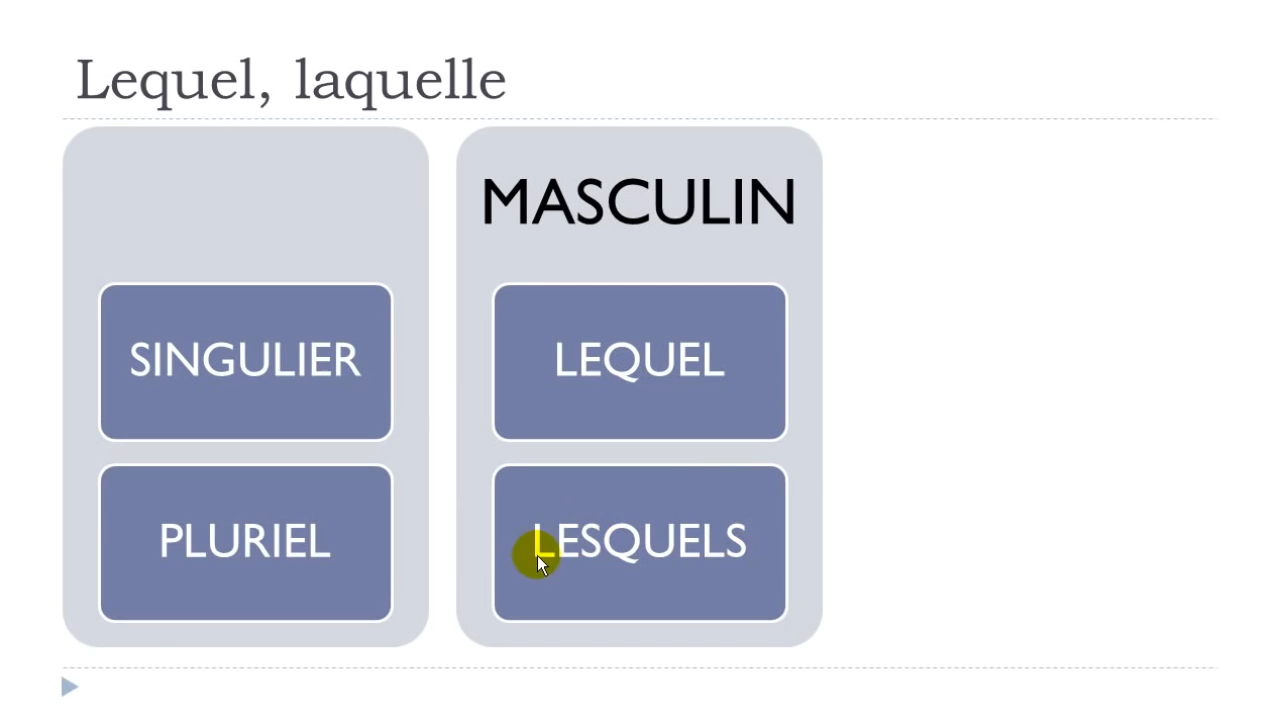 Lequel, laquelle
MASCULIN
SINGULIER
LEQUEL
PLURIEL
LESQUELS